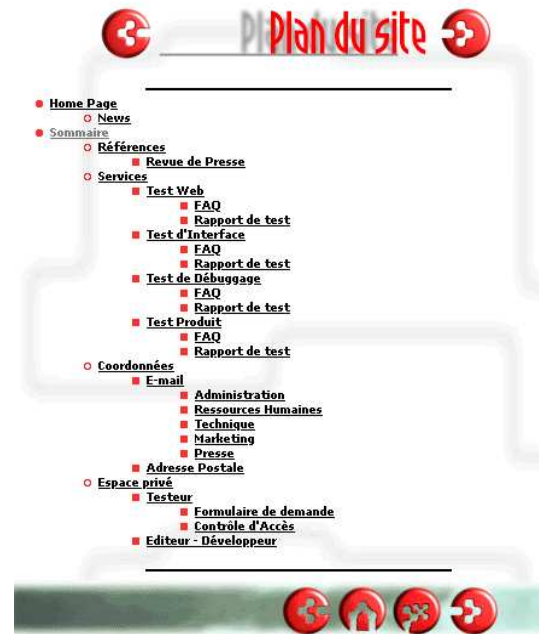 Plan du site
Home Page
News
Sommaire
Références
Revue de Presse
Services
Test Web
FAQ
Rapport de test
Test d'Interface
FAQ
Rapport de test
Test de Débuggage
FAQ
Rapport de test
Test Produit
FAQ
Rapport de test
Coordonnées
E-mail
Administration
Ressources Humaines
Technique
Marketing
Presse
Adresse Postale
Espace privé
Testeur
Formulaire de demande
Contrôle d'Accès
Editeur - Développeur